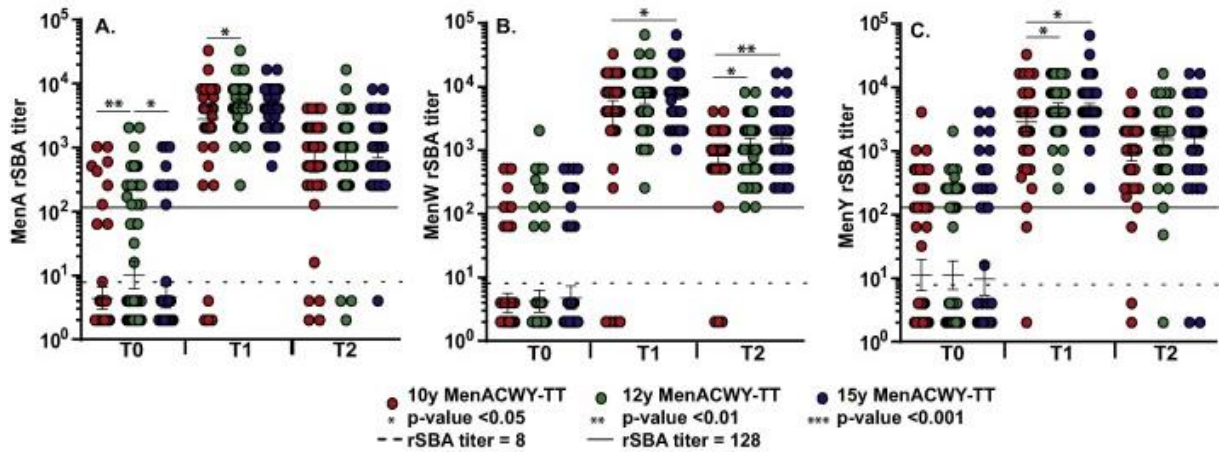 A.
MenA rSBA titer
10⁵
10⁴
10³
10²
10¹
10⁰
** * *
T0 T1 T2
B.
MenW rSBA titer
10⁵
10⁴
10³
10²
10¹
10⁰
* * **
T0 T1 T2
C.
MenY rSBA titer
10⁵
10⁴
10³
10²
10¹
10⁰
* *
T0 T1 T2
10y MenACWY-TT 12y MenACWY-TT 15y MenACWY-TT
* p-value <0.05 ** p-value <0.01 *** p-value <0.001
rSBA titer = 8 rSBA titer = 128